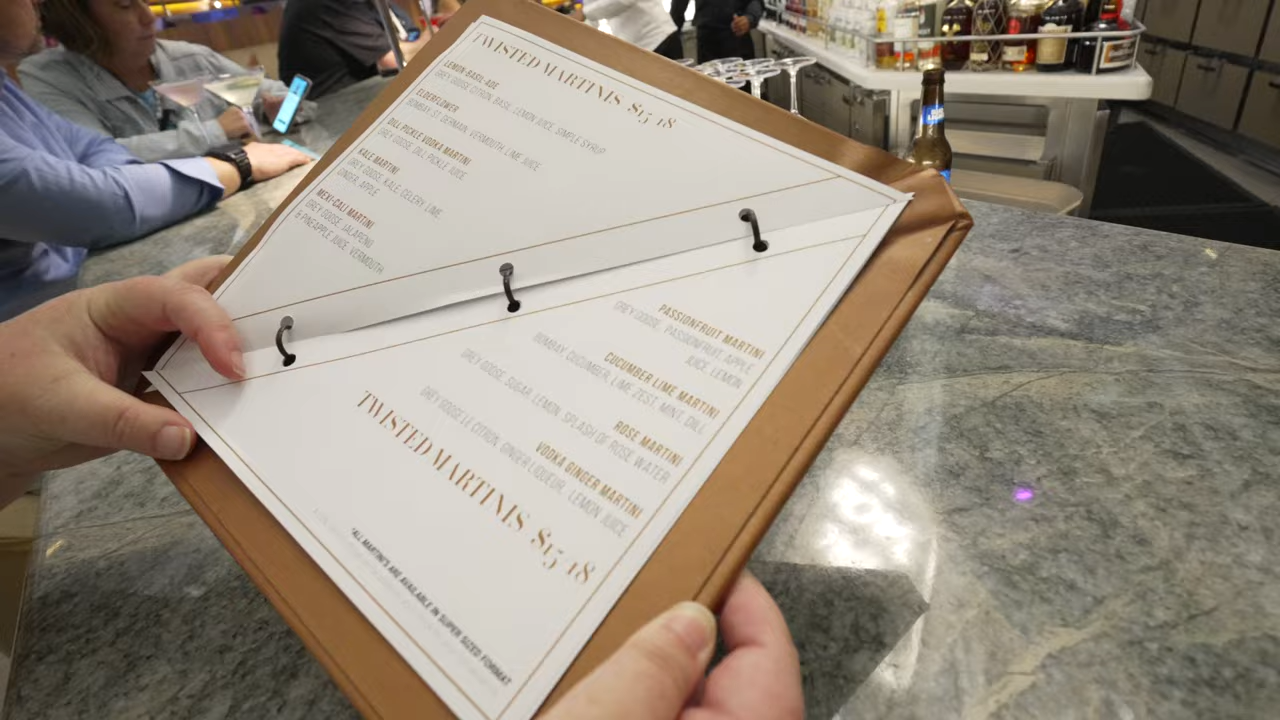 TWISTED MARTINIS $15-18
LEMON-BASIL-ADE
GREY GOOSE CITRON, BASIL, LEMON JUICE, SIMPLE SYRUP
ELDERFLOWER
BOMBAY, ST GERMAIN, VERMOUTH, LIME JUICE
DILL PICKLE VODKA MARTINI
GREY GOOSE, DILL PICKLE JUICE
KALE MARTINI
GREY GOOSE, KALE, CELERY, LIME,
GINGER, APPLE
MEXI-CALI MARTINI
GREY GOOSE, JALAPENO,
& PINEAPPLE JUICE, VERMOUTH
PASSIONFRUIT MARTINI
GREY GOOSE, PASSIONFRUIT, APPLE
JUICE, LEMON
CUCUMBER LIME MARTINI
BOMBAY, CUCUMBER, LIME ZEST, MINT, DILL
ROSE MARTINI
GREY GOOSE, SUGAR, LEMON, SPLASH OF ROSE WATER
VODKA GINGER MARTINI
GREY GOOSE LE CITRON, GINGER LIQUEUR, LEMON JUICE
TWISTED MARTINIS $15-18
*ALL MARTINI'S ARE AVAILABLE IN SUPER SIZED FORMAT